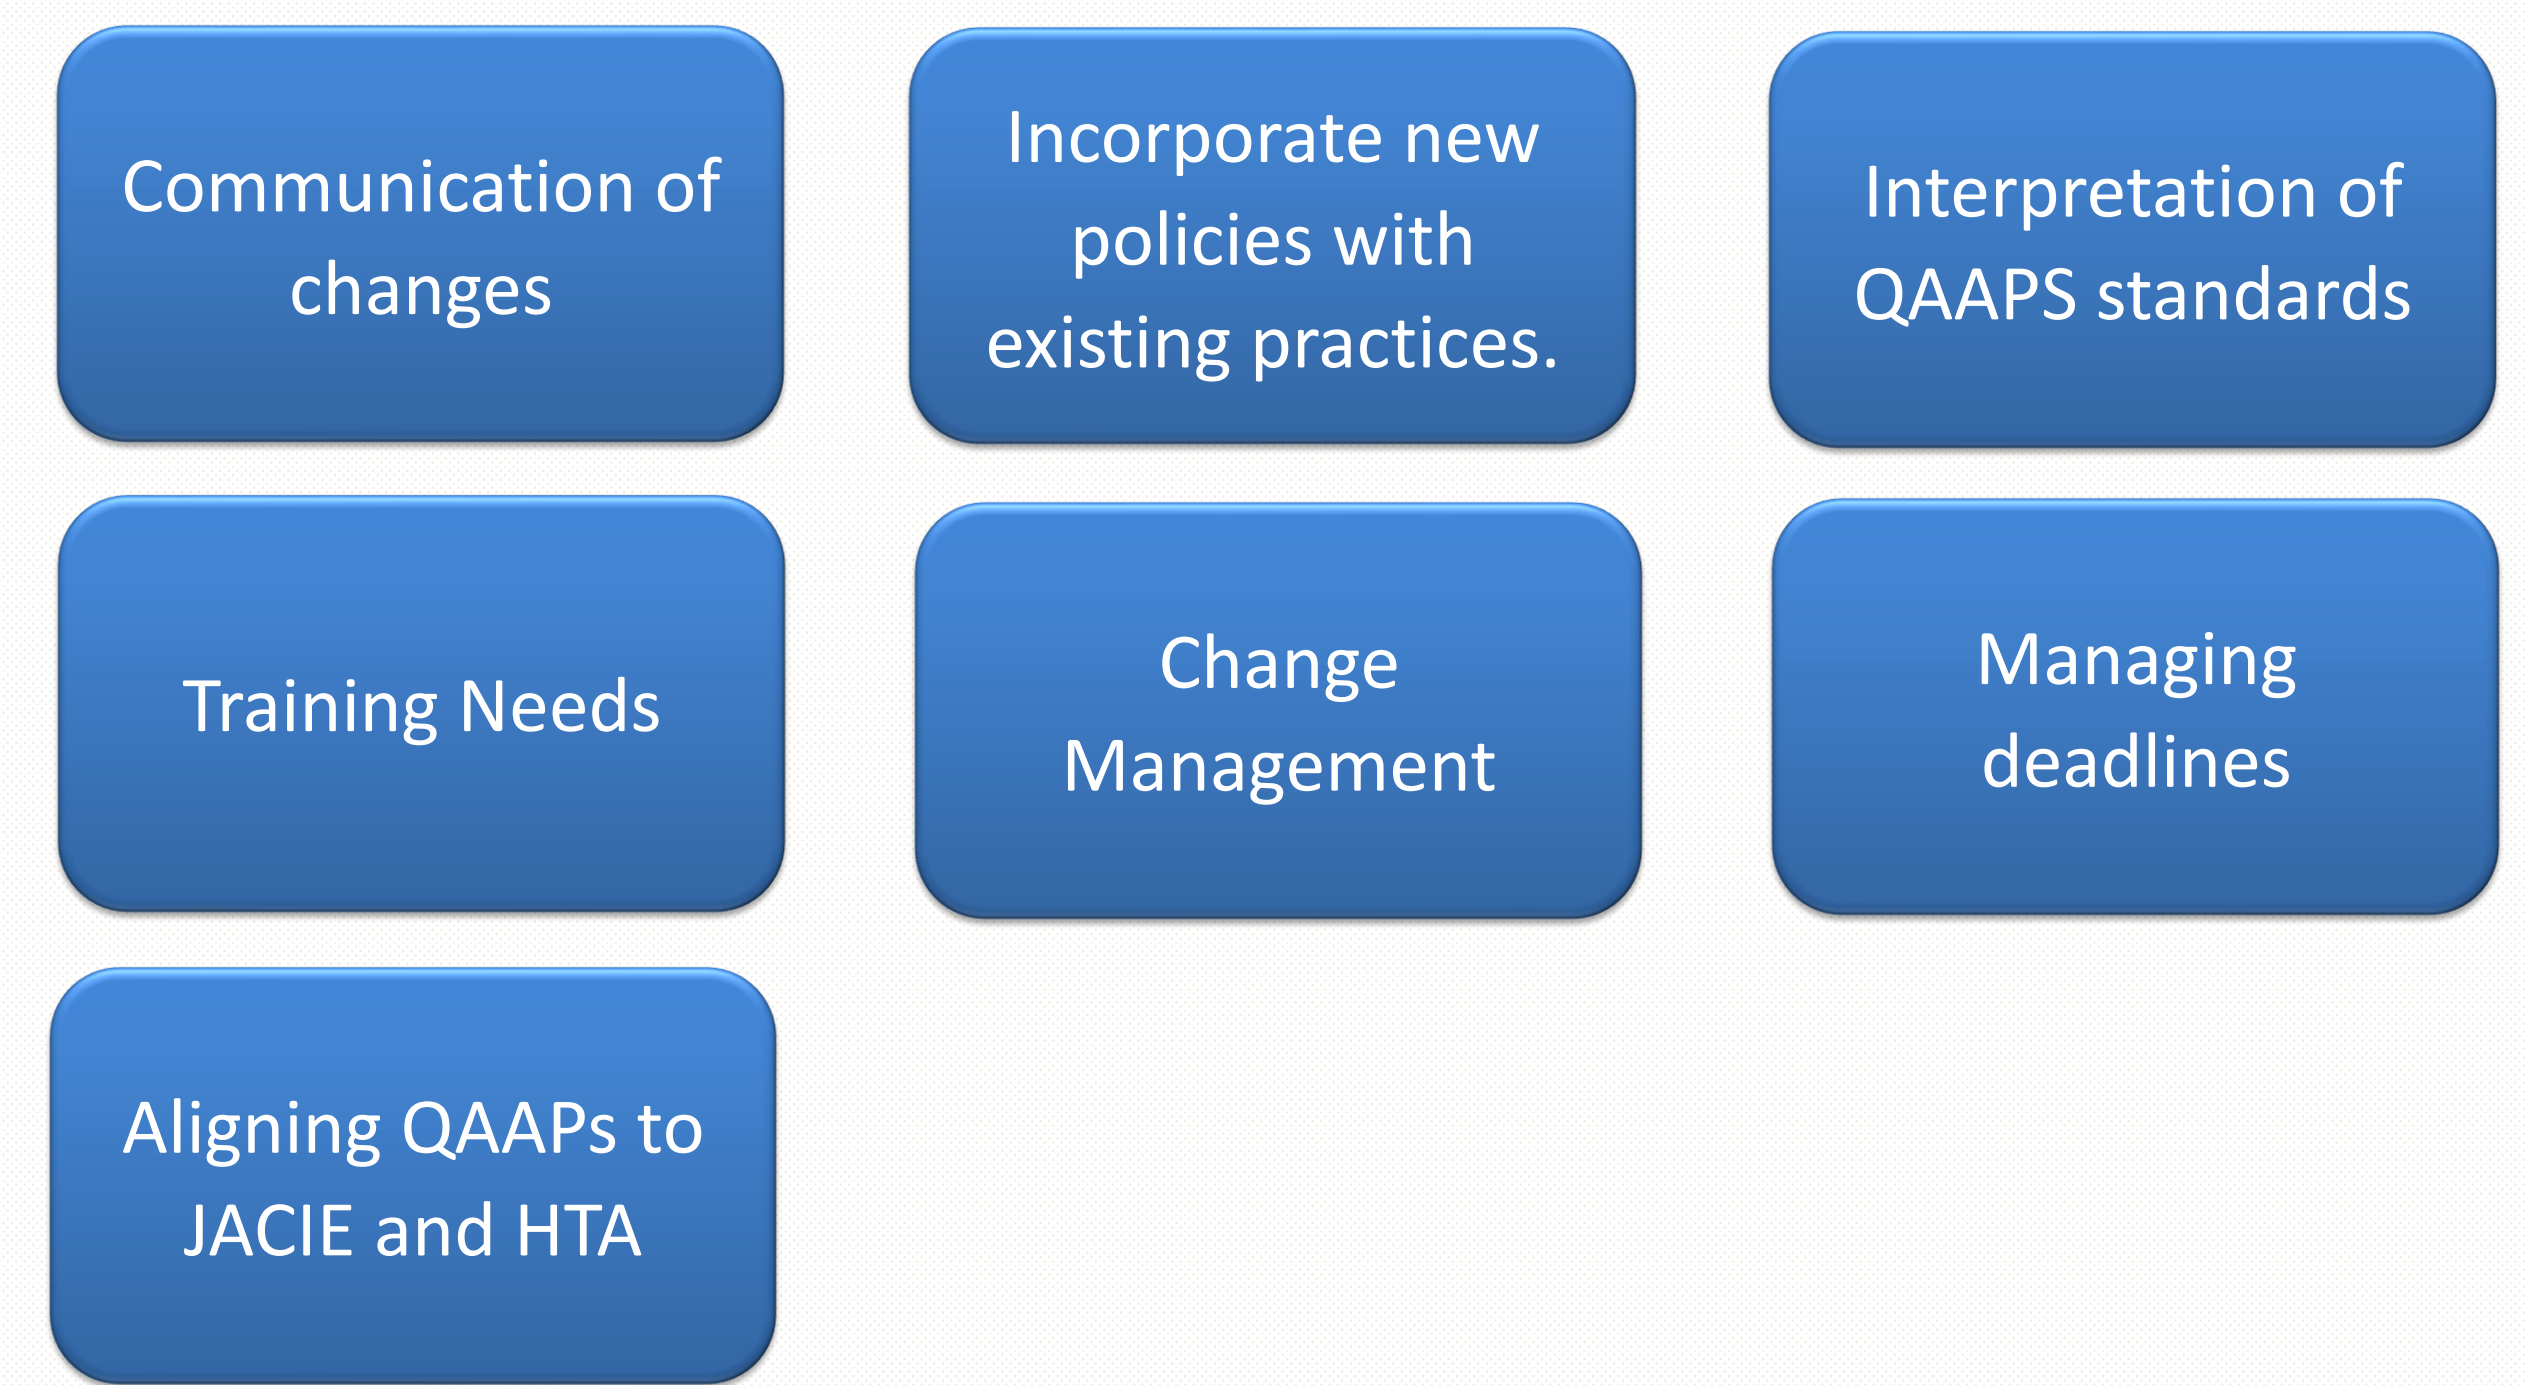 Communication of
changes
Incorporate new
policies with
existing practices.
Interpretation of
QAAPS standards
Training Needs
Change
Management
Managing
deadlines
Aligning QAAPs to
JACIE and HTA